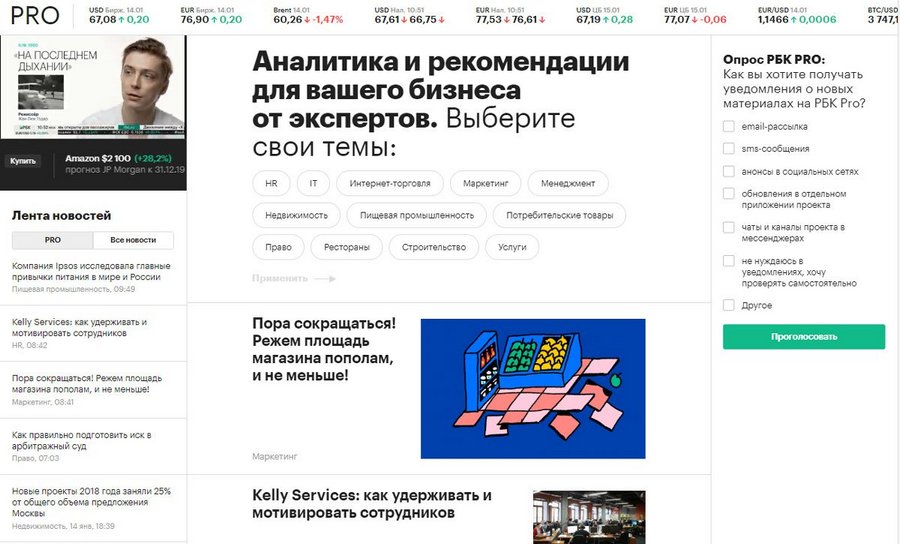 PRO
USD Бирж. 14.01
67,08 ↑ 0,20
EUR Бирж. 14.01
76,90 ↑ 0,20
Brent 14.01
60,26 ↓ -1,47%
USD Нал. 10:51
67,61 ↓ 66,75 ↓
EUR Нал. 10:51
77,53 ↓ 76,61 ↓
USD ЦБ 15.01
67,19 ↑ 0,28
EUR ЦБ 15.01
77,07 ↓ -0,06
EUR/USD 14.01
1,1466 ↑ 0,0006
BTC/USD
3 747,1
«НА ПОСЛЕДНЕМ
ДЫХАНИИ»
Купить
Amazon $2 100 (+28,2%)
прогноз JP Morgan к 31.12.19
Лента новостей
PRO
Все новости
Компания Ipsos исследовала главные
привычки питания в мире и России
Пищевая промышленность, 09:49
Kelly Services: как удерживать и
мотивировать сотрудников
HR, 08:42
Пора сокращаться! Режем площадь
магазина пополам, и не меньше!
Маркетинг, 08:41
Как правильно подготовить иск в
арбитражный суд
Право, 07:03
Новые проекты 2018 года заняли 25%
от общего объема предложения
Москвы
Недвижимость, 14 янв, 18:39
Аналитика и рекомендации
для вашего бизнеса
от экспертов. Выберите
свои темы:
HR
IT
Интернет-торговля
Маркетинг
Менеджмент
Недвижимость
Пищевая промышленность
Потребительские товары
Право
Рестораны
Строительство
Услуги
Применить
Пора сокращаться!
Режем площадь
магазина пополам,
и не меньше!
Маркетинг
Kelly Services: как удерживать и
мотивировать сотрудников
Опрос РБК PRO:
Как вы хотите получать
уведомления о новых
материалах на РБК Pro?
email-рассылка
sms-сообщения
анонсы в социальных сетях
обновления в отдельном
приложении проекта
чаты и каналы проекта в
мессенджерах
не нуждаюсь в
уведомлениях, хочу
проверять самостоятельно
Другое
Проголосовать